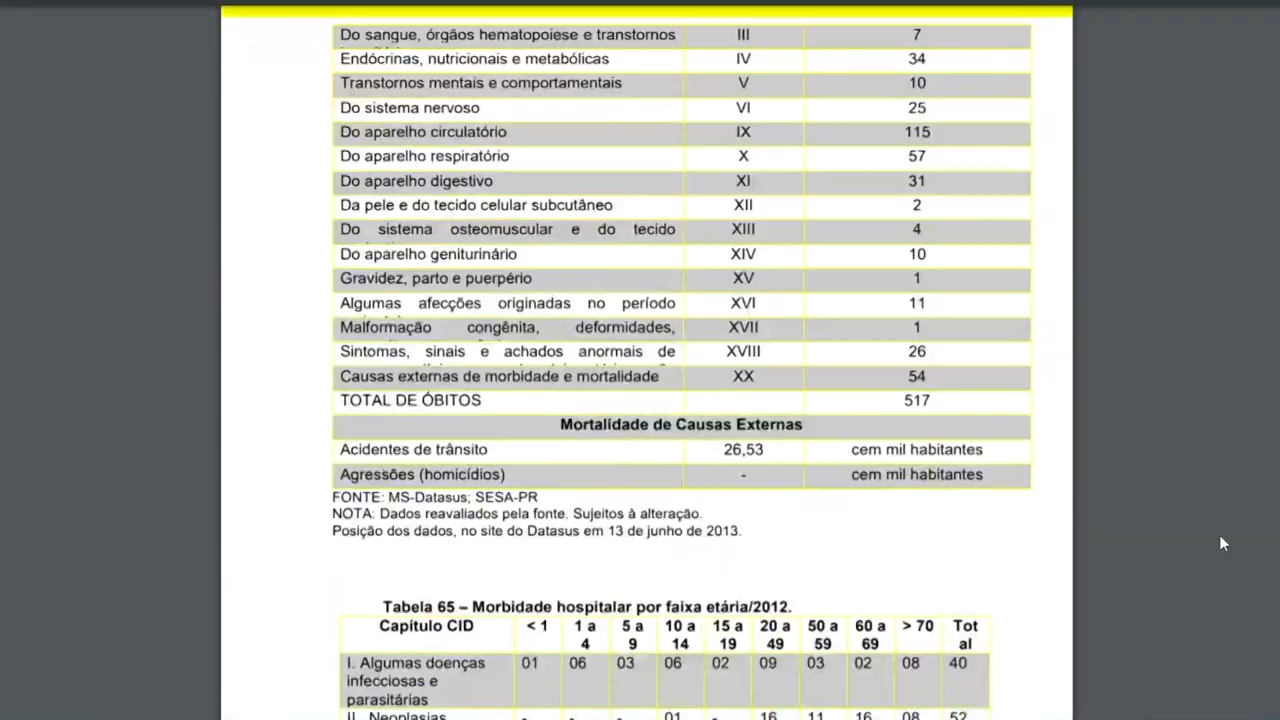 Do sangue, órgãos hematopoiese e transtornos III 7
Endócrinas, nutricionais e metabólicas IV 34
Transtornos mentais e comportamentais V 10
Do sistema nervoso VI 25
Do aparelho circulatório IX 115
Do aparelho respiratório X 57
Do aparelho digestivo XI 31
Da pele e do tecido celular subcutâneo XII 2
Do sistema osteomuscular e do tecido XIII 4
Do aparelho geniturinário XIV 10
Gravidez, parto e puerpério XV 1
Algumas afecções originadas no período XVI 11
Malformação congênita, deformidades, XVII 1
Sintomas, sinais e achados anormais de XVIII 26
Causas externas de morbidade e mortalidade XX 54
TOTAL DE ÓBITOS 517
Mortalidade de Causas Externas
Acidentes de trânsito 26,53 cem mil habitantes
Agressões (homicídios) - cem mil habitantes
FONTE: MS-Datasus; SESA-PR
NOTA: Dados reavaliados pela fonte. Sujeitos à alteração.
Posição dos dados, no site do Datasus em 13 de junho de 2013.
Tabela 65 – Morbidade hospitalar por faixa etária/2012.
Capítulo CID < 1 1 a 5 a 10 a 15 a 20 a 50 a 60 a > 70 Tot
4 9 14 19 49 59 69 al
I. Algumas doenças 01 06 03 06 02 09 03 02 08 40
infecciosas e
parasitárias
II. Neoplasias - - - 01 - 16 11 16 08 52